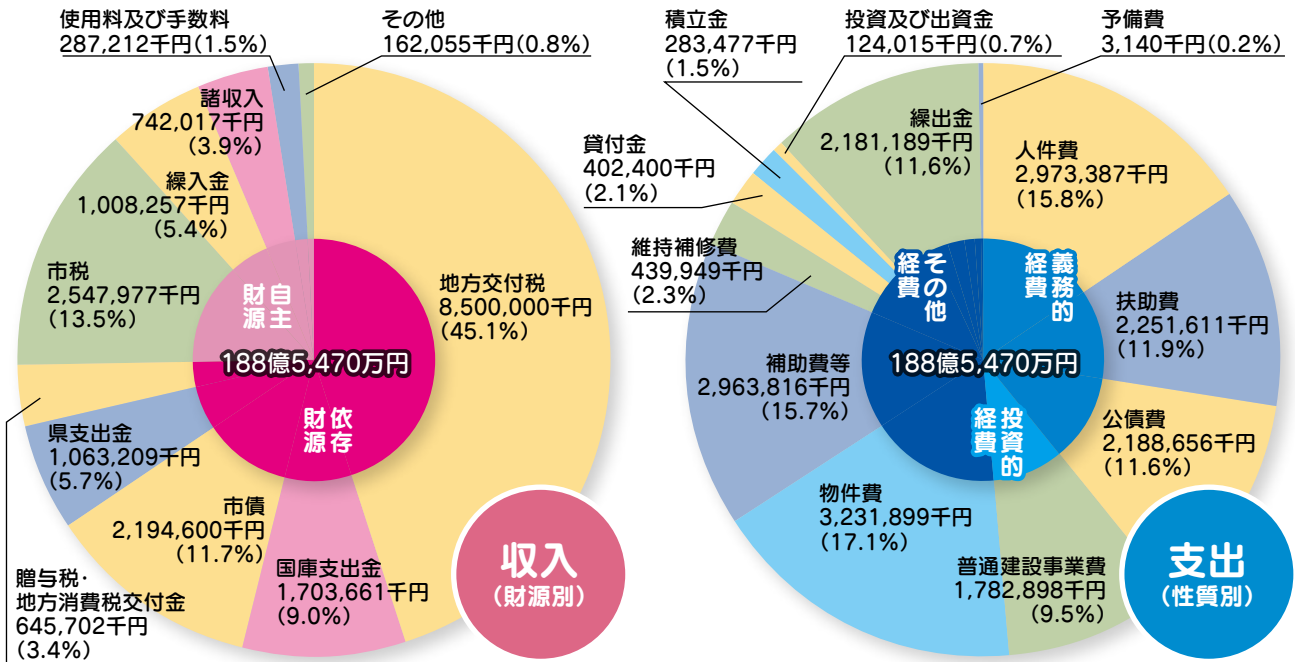 使用料及び手数料
287,212千円(1.5%)
その他
162,055千円(0.8%)
諸収入
742,017千円
(3.9%)
繰入金
1,008,257千円
(5.4%)
市税
2,547,977千円
(13.5%)
地方交付税
8,500,000千円
(45.1%)
自主
財源
188億5,470万円
依存
財源
県支出金
1,063,209千円
(5.7%)
市債
2,194,600千円
(11.7%)
国庫支出金
1,703,661千円
(9.0%)
贈与税・
地方消費税交付金
645,702千円
(3.4%)
収入
(財源別)
積立金
283,477千円
(1.5%)
投資及び出資金
124,015千円(0.7%)
予備費
3,140千円(0.2%)
貸付金
402,400千円
(2.1%)
繰出金
2,181,189千円
(11,6%)
人件費
2,973,387千円
(15.8%)
維持補修費
439,949千円
(2.3%)
その他
経費
義務的
経費
扶助費
2,251,611千円
(11.9%)
補助費等
2,963,816千円
(15.7%)
188億5,470万円
投資的
経費
公債費
2,188,656千円
(11.6%)
物件費
3,231,899千円
(17.1%)
普通建設事業費
1,782,898千円
(9.5%)
支出
(性質別)